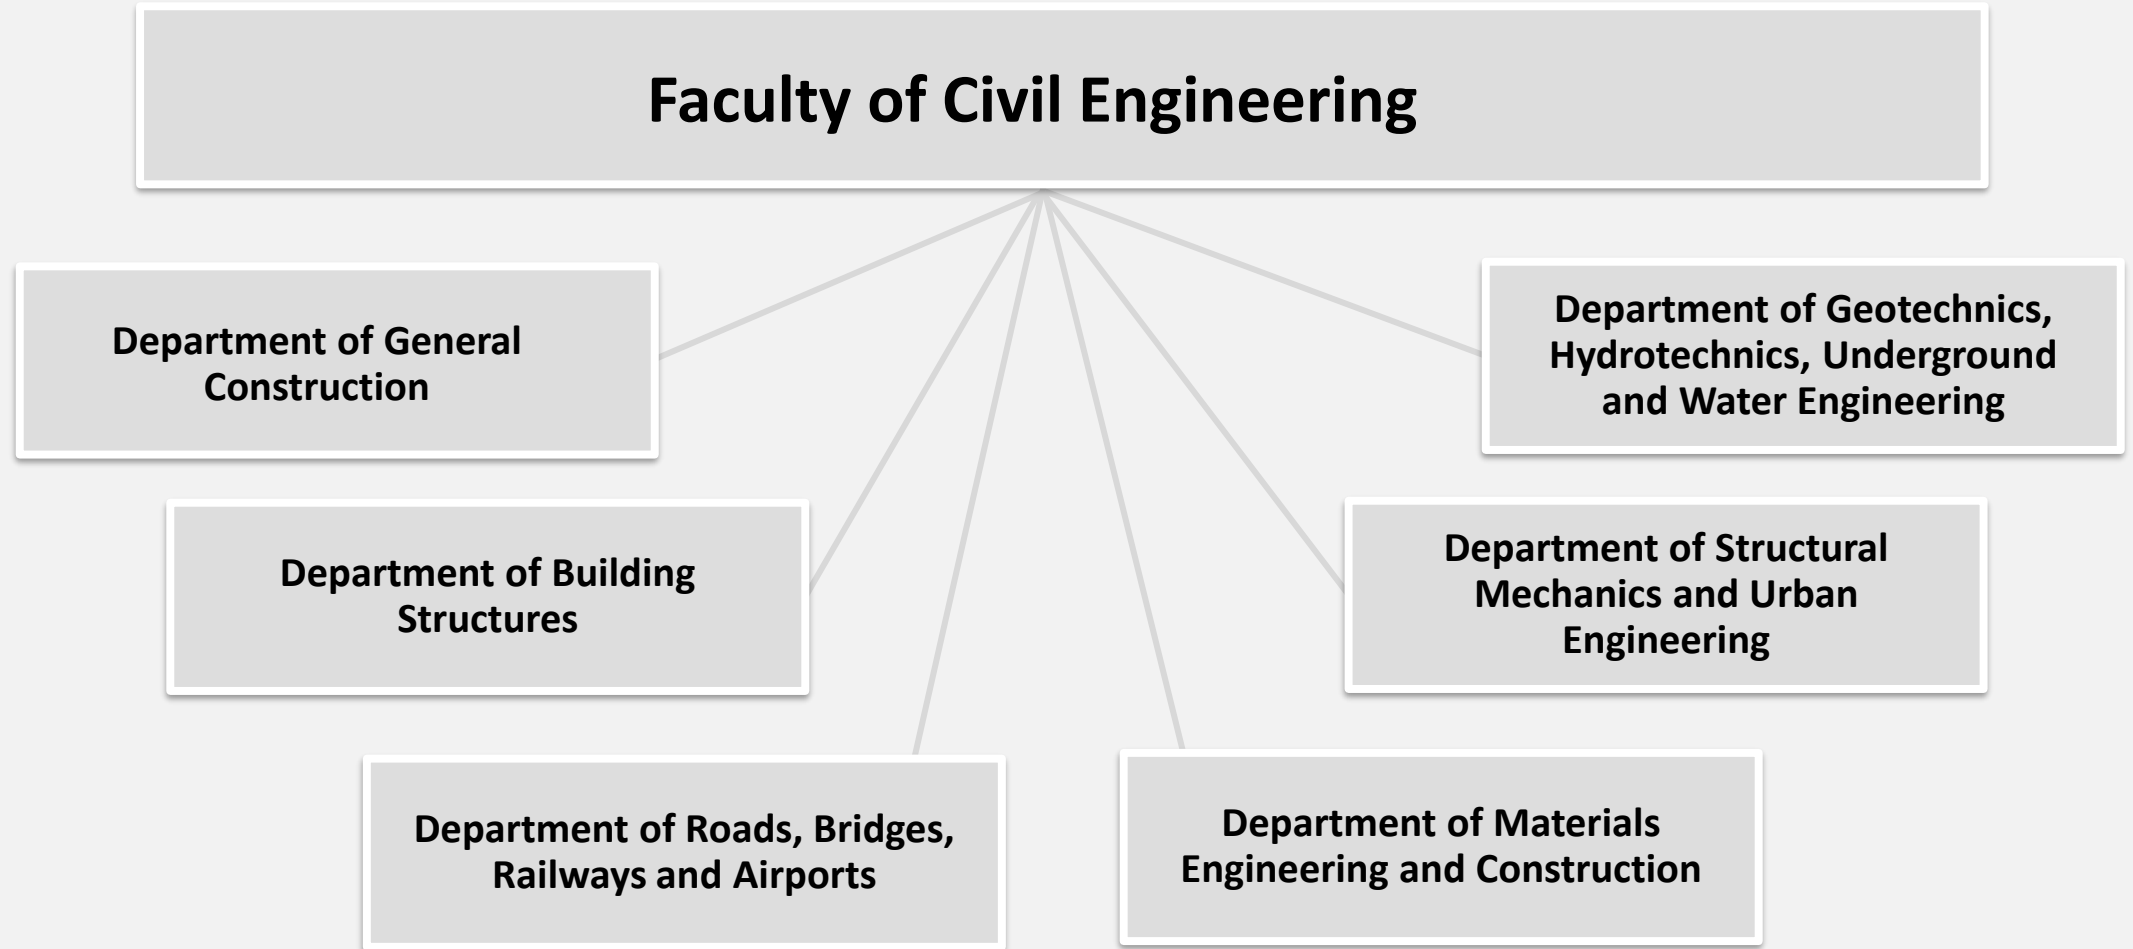 Faculty of Civil Engineering
Department of General
Construction
Department of Geotechnics,
Hydrotechnics, Underground
and Water Engineering
Department of Building
Structures
Department of Structural
Mechanics and Urban
Engineering
Department of Roads, Bridges,
Railways and Airports
Department of Materials
Engineering and Construction